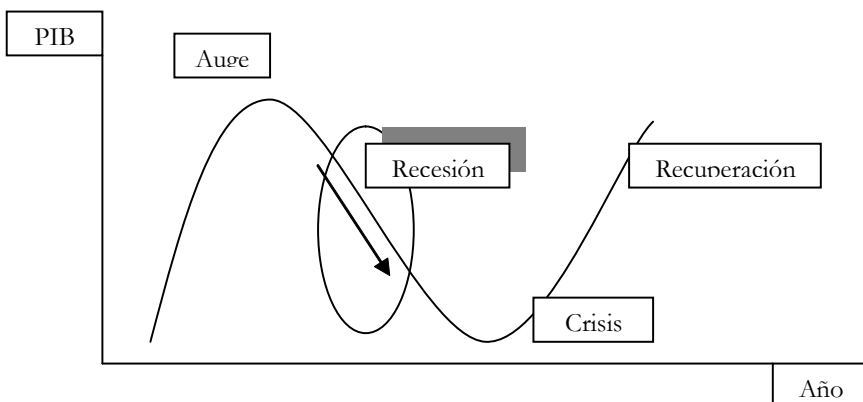 PIB
Auge
Recesión
Recuperación
Crisis
Año